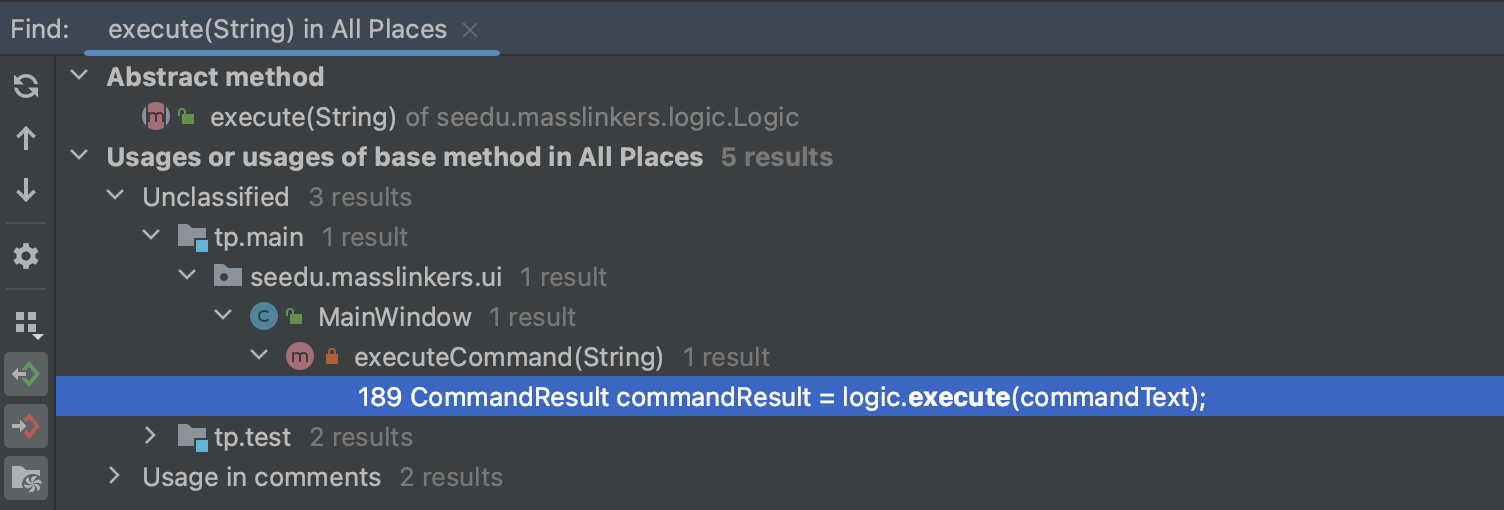 Find: execute(String) in All Places
Abstract method
m execute(String) of seedu.masslinkers.logic.Logic
Usages or usages of base method in All Places 5 results
Unclassified 3 results
tp.main 1 result
seedu.masslinkers.ui 1 result
C MainWindow 1 result
m executeCommand(String) 1 result
189 CommandResult commandResult = logic.execute(commandText);
tp.test 2 results
Usage in comments 2 results